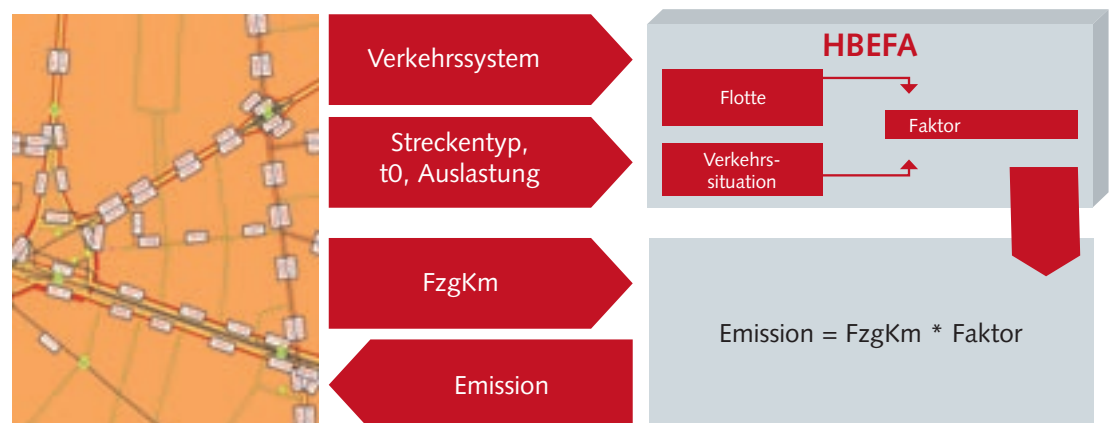 Verkehrssystem
Streckentyp,
t0, Auslastung
FzgKm
Emission
HBEFA
Flotte
Verkehrs-
situation
Faktor
Emission = FzgKm * Faktor